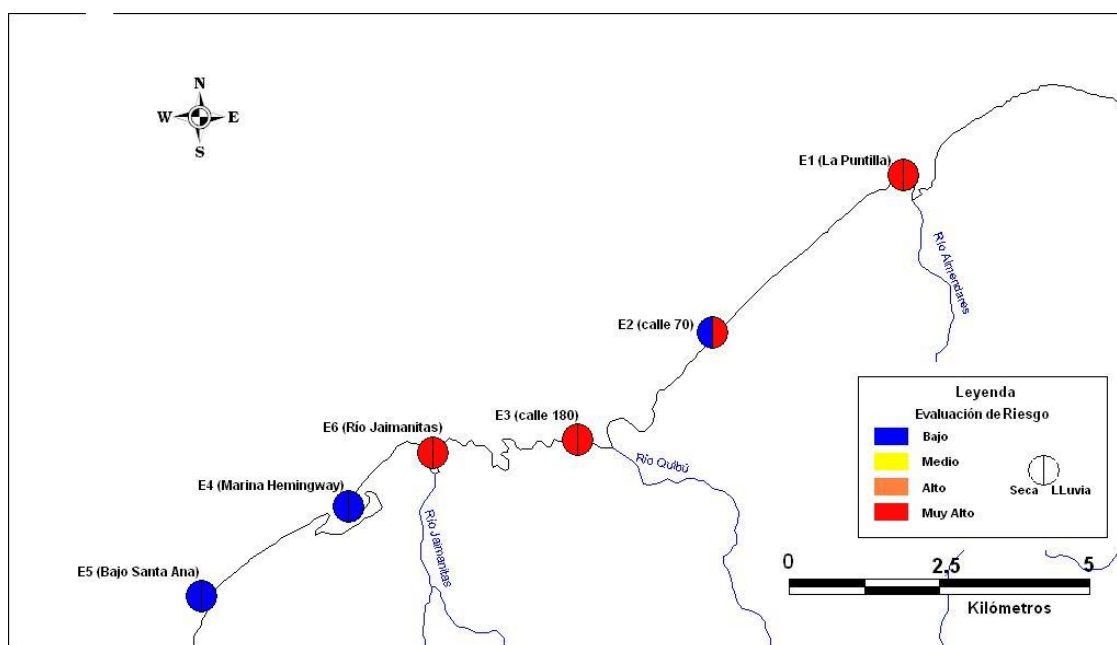 N
W E
S
E1 (La Puntilla)
Río Almendares
E2 (calle 70)
E3 (calle 180)
E6 (Río Jaimanitas)
Río Quibú
E4 (Marina Hemingway)
Río Jaimanitas
E5 (Bajo Santa Ana)
Leyenda
Evaluación de Riesgo
Bajo
Medio
Alto
Muy Alto
Seca LLuvia
0 2,5 5
Kilómetros